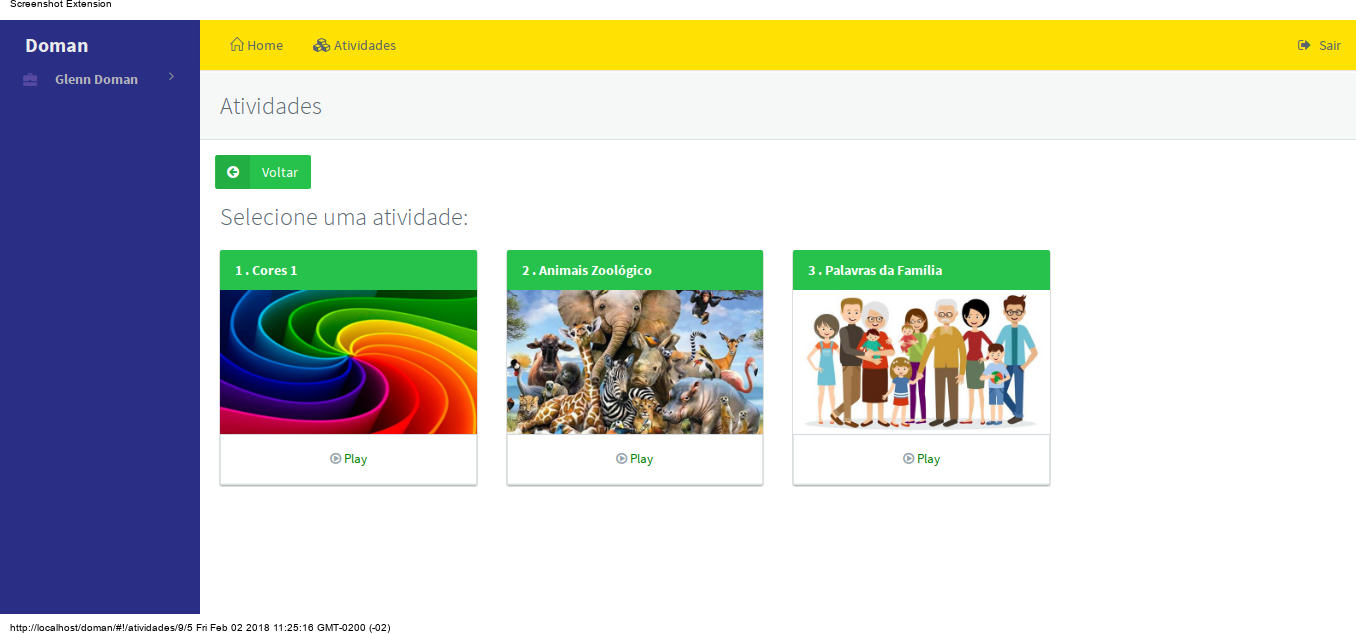 Screenshot Extension
Doman
Home Atividades Sair
Glenn Doman
Atividades
Voltar
Selecione uma atividade:
1 . Cores 1
2 . Animais Zoológico
3 . Palavras da Família
Play
Play
Play
http://localhost/doman/#!/atividades/9/5 Fri Feb 02 2018 11:25:16 GMT-0200 (-02)